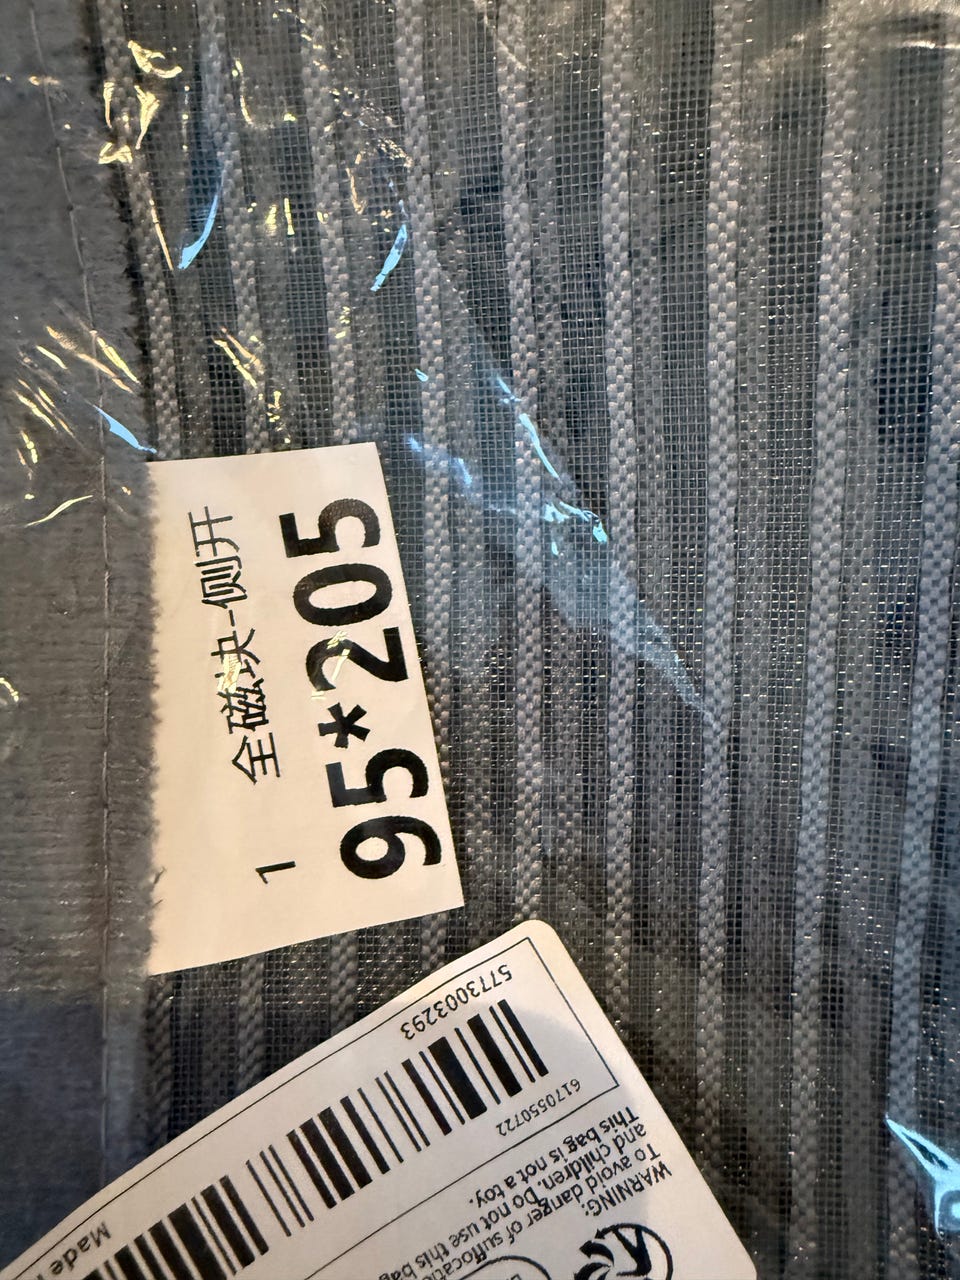 全磁块-侧开
1
95*205
5773003293
6170550722
WARNING:
To avoid danger of suffocatio
and children. Do not use this bag
This bag is not a toy.
Made